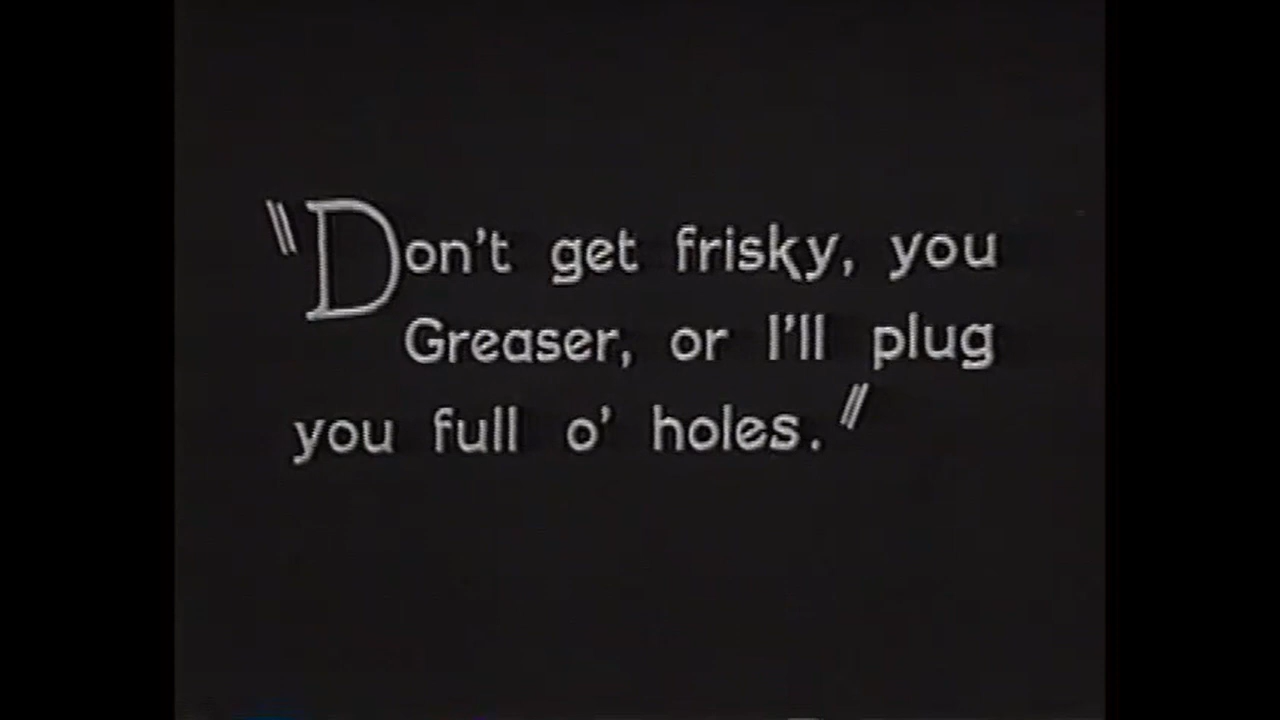 "Don't get frisky, you
Greaser, or I'll plug
you full o' holes."